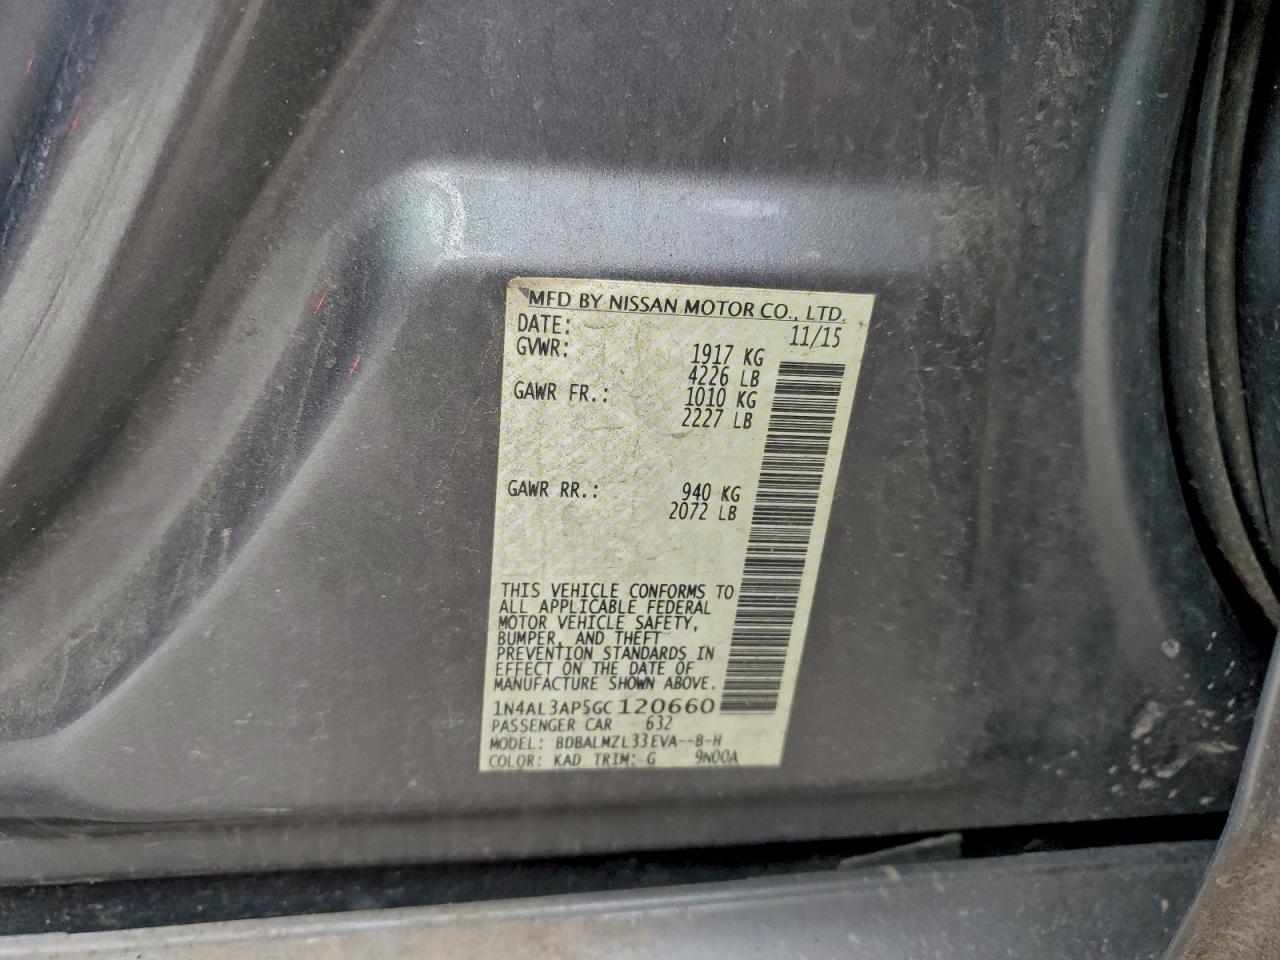 MFD BY NISSAN MOTOR CO., LTD.
DATE: 11/15
GVWR: 1917 KG
4226 LB
GAWR FR.: 1010 KG
2227 LB
GAWR RR.: 940 KG
2072 LB
THIS VEHICLE CONFORMS TO
ALL APPLICABLE FEDERAL
MOTOR VEHICLE SAFETY,
BUMPER, AND THEFT
PREVENTION STANDARDS IN
EFFECT ON THE DATE OF
MANUFACTURE SHOWN ABOVE.
1N4AL3AP5GC120660
PASSENGER CAR 632
MODEL: BDBALMZL33EVA--B-H
COLOR: KAD TRIM: G 9N00A